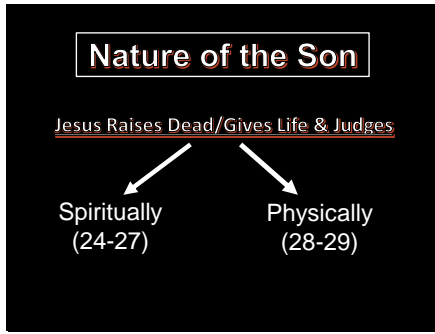 Nature of the Son
Jesus Raises Dead/Gives Life & Judges
Spiritually
(24-27)
Physically
(28-29)